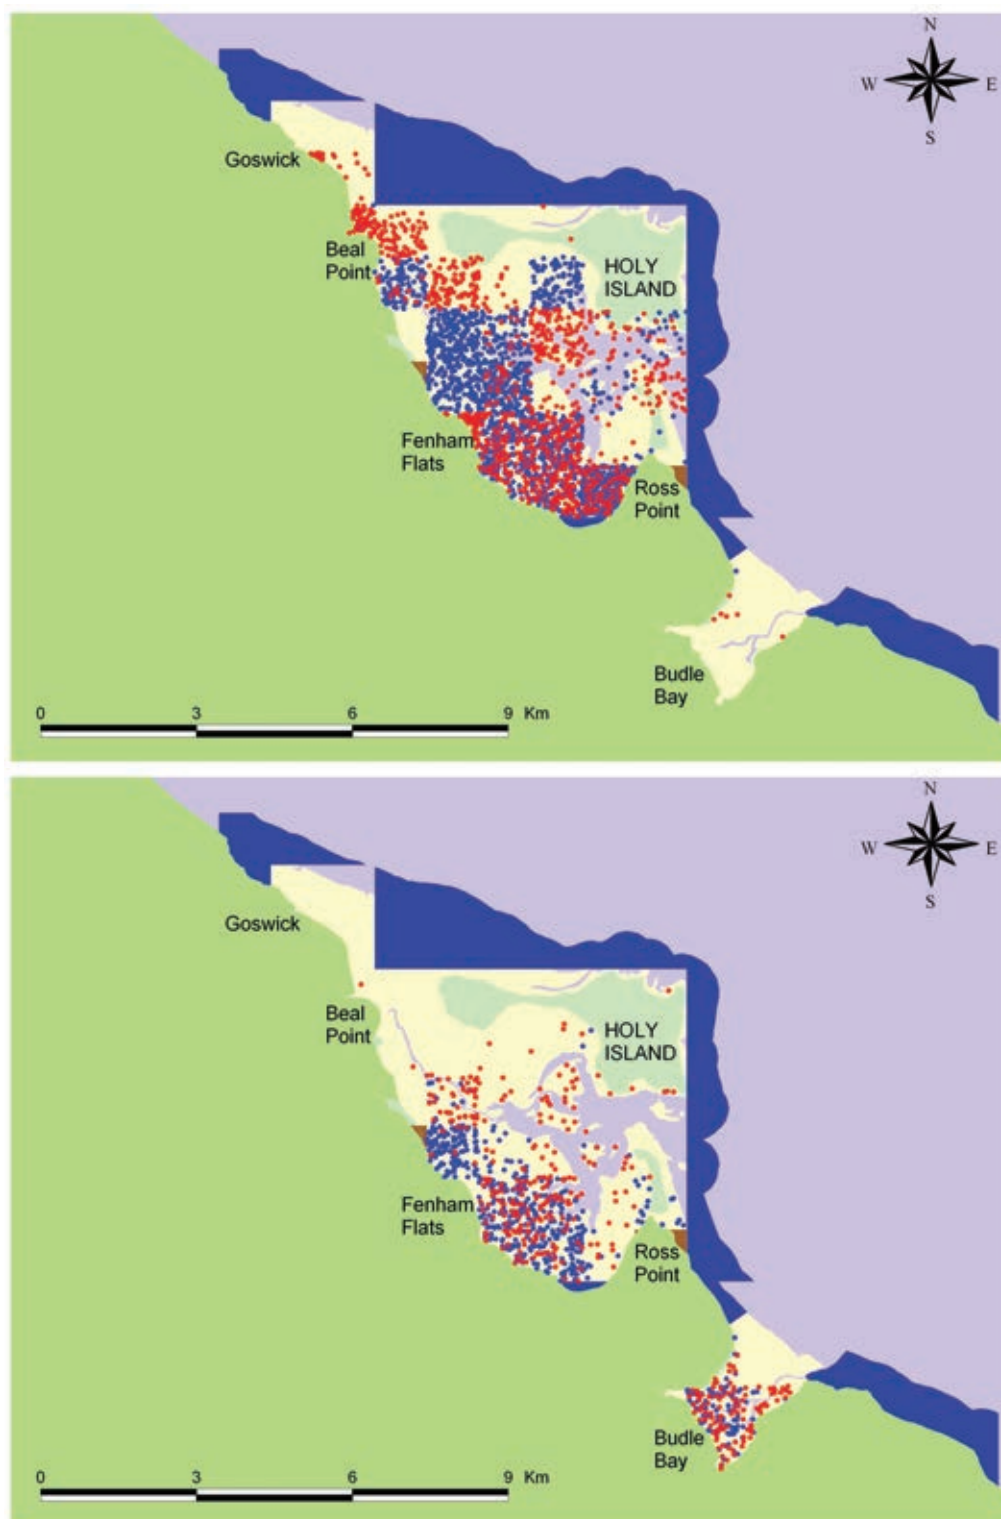 N
W E
S
Goswick
Beal
Point
HOLY
ISLAND
Fenham
Flats
Ross
Point
Budle
Bay
0 3 6 9 Km
N
W E
S
Goswick
Beal
Point
HOLY
ISLAND
Fenham
Flats
Ross
Point
Budle
Bay
0 3 6 9 Km